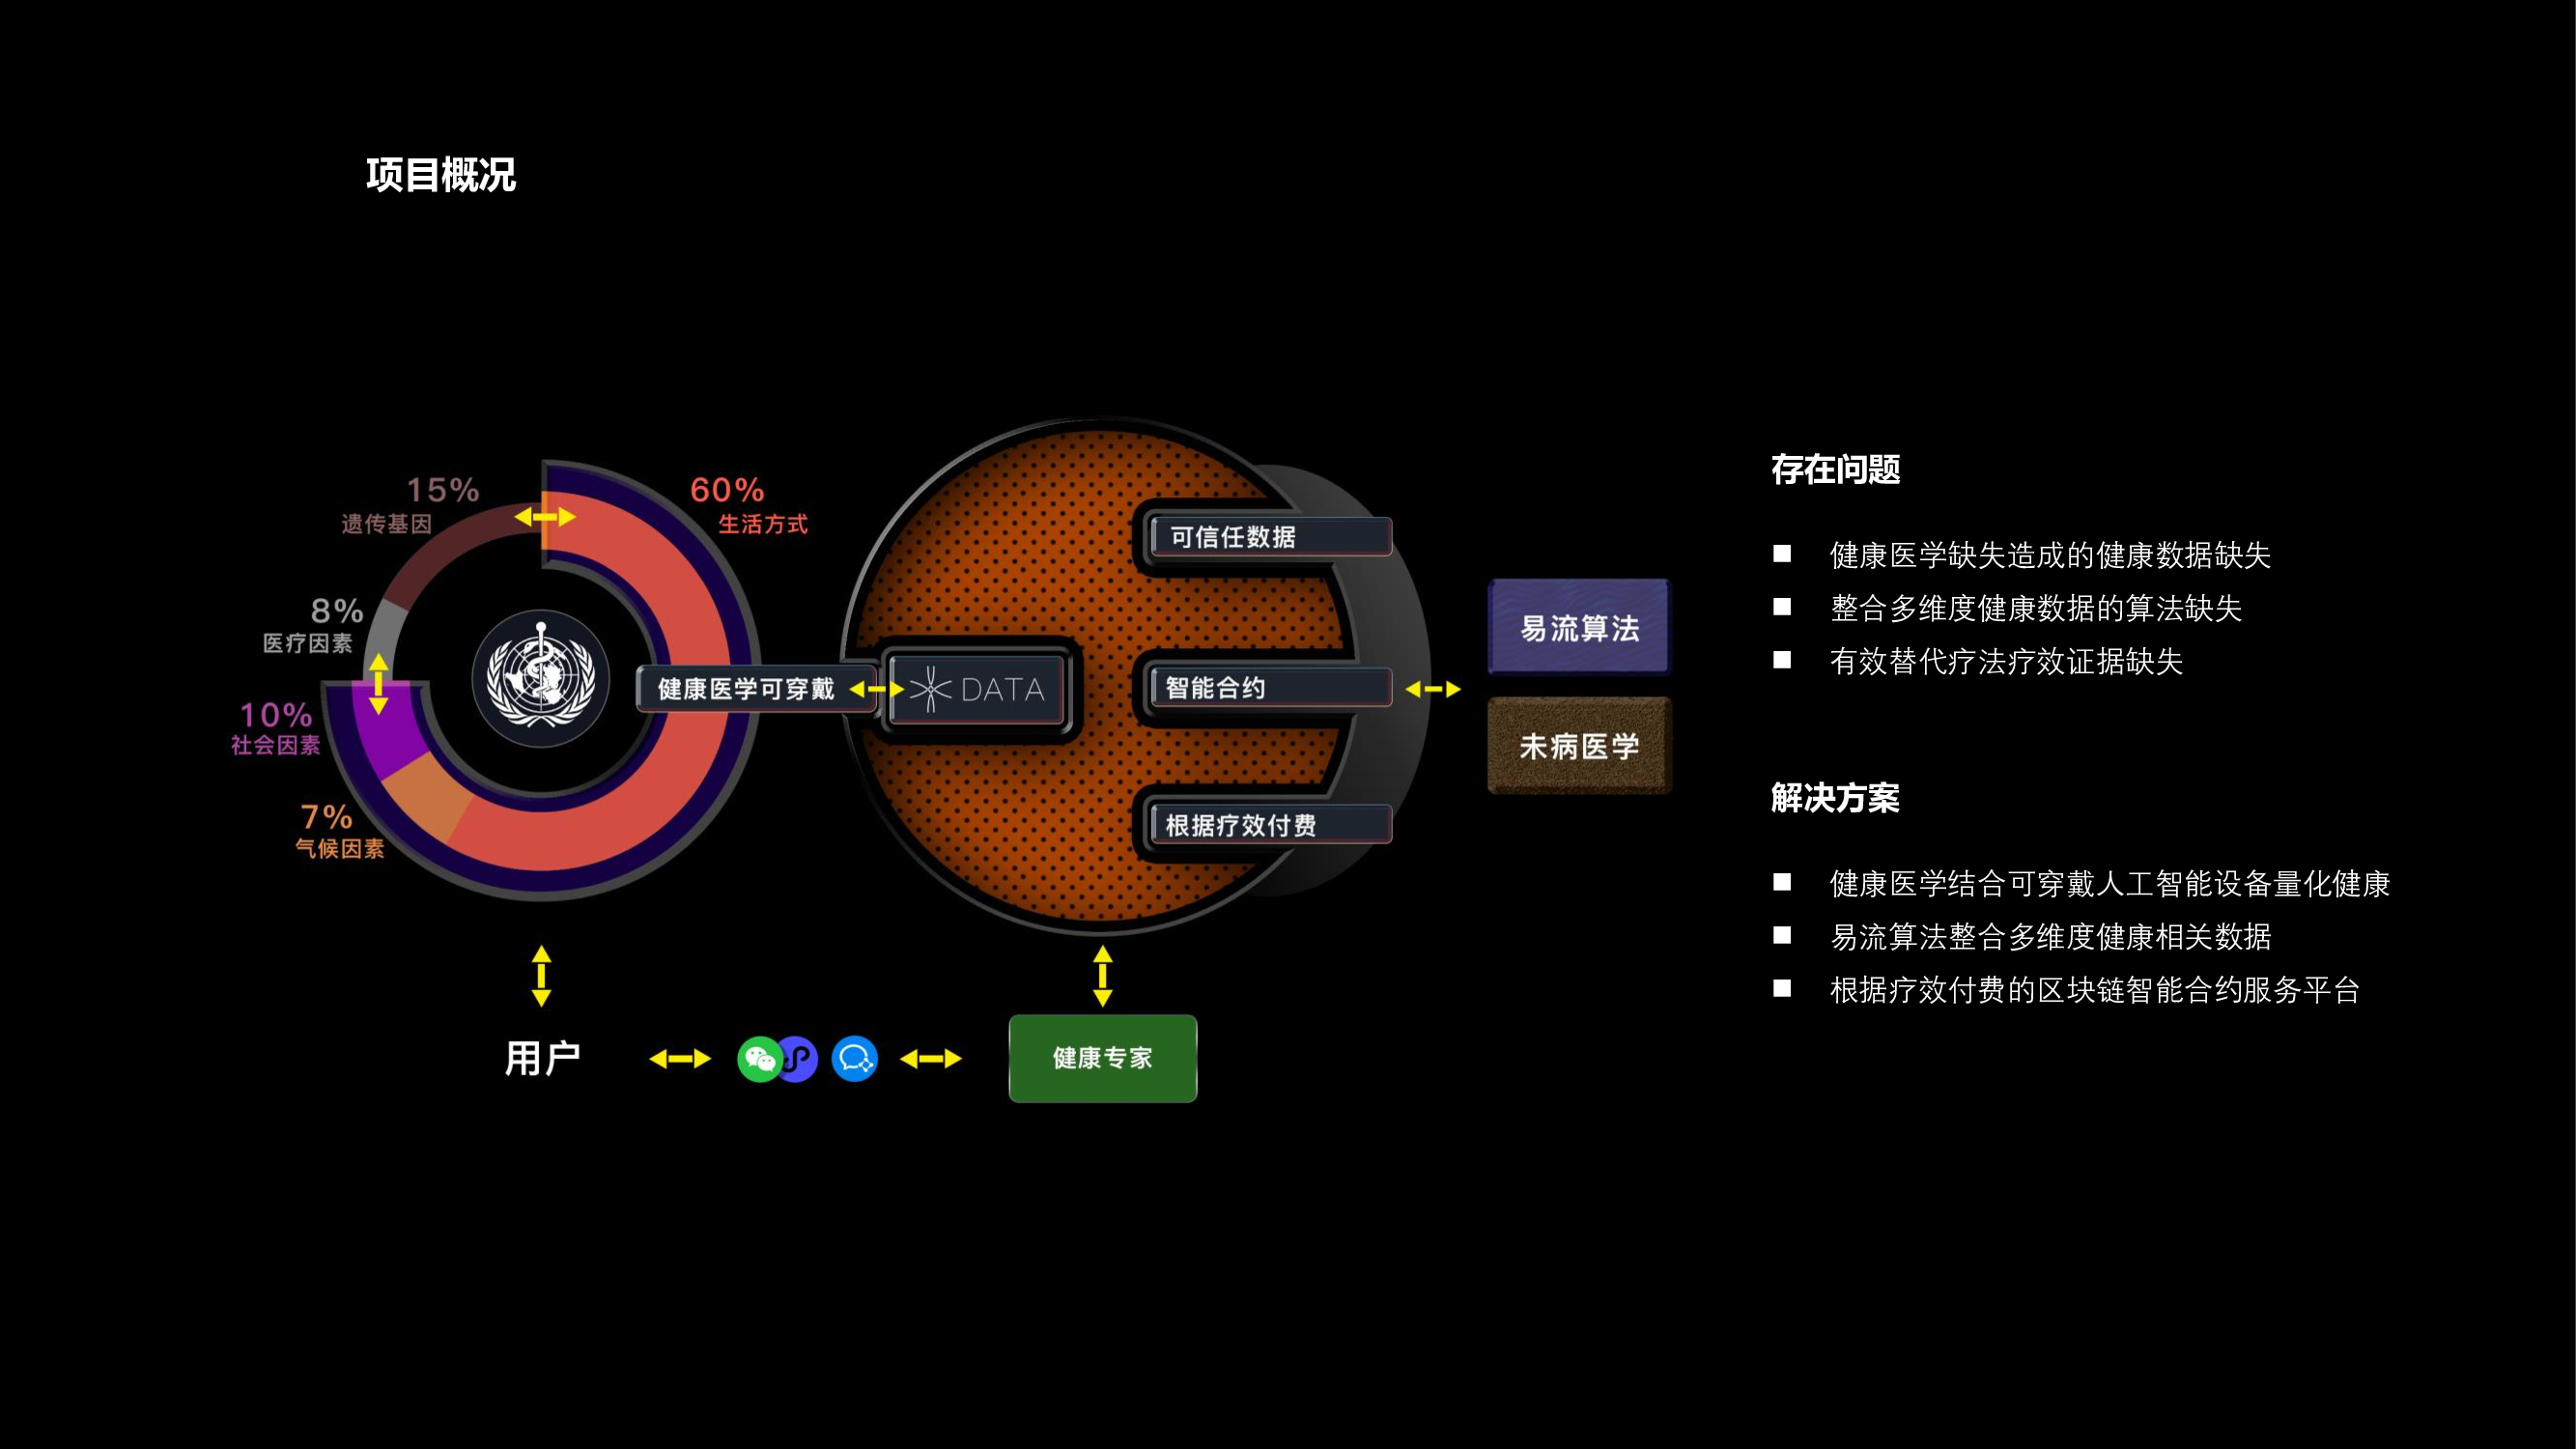 项目概况
15%
遗传基因
60%
生活方式
8%
医疗因素
10%
社会因素
7%
气候因素
健康医学可穿戴
DATA
可信任数据
智能合约
根据疗效付费
易流算法
未病医学
用户
健康专家
存在问题
健康医学缺失造成的健康数据缺失
整合多维度健康数据的算法缺失
有效替代疗法疗效证据缺失
解决方案
健康医学结合可穿戴人工智能设备量化健康
易流算法整合多维度健康相关数据
根据疗效付费的区块链智能合约服务平台